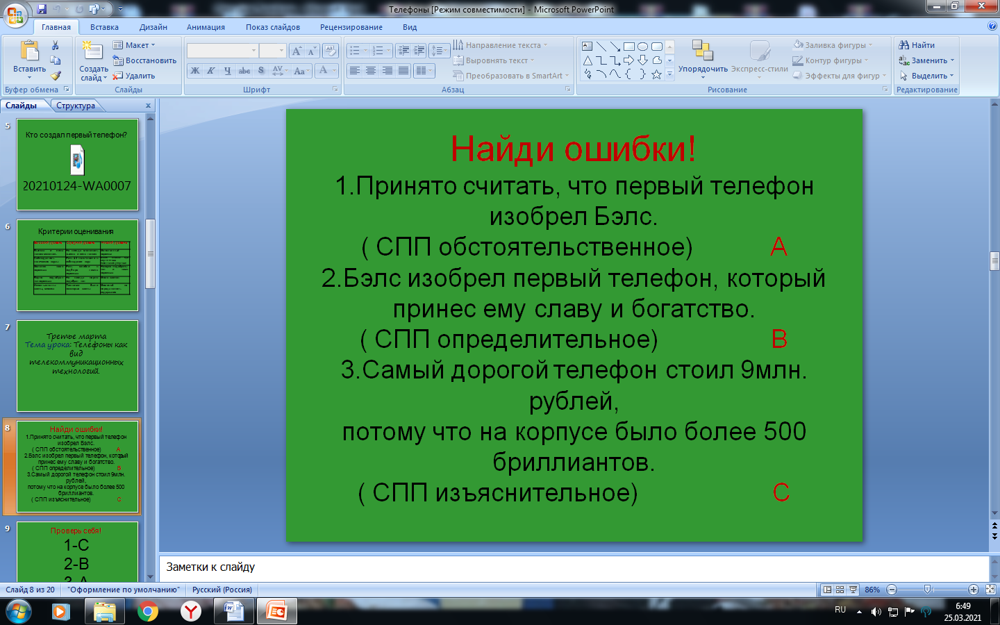 Телефоны [Режим совместимости] - Microsoft PowerPoint
Главная Вставка Дизайн Анимация Показ слайдов Рецензирование Вид
Вставить
Буфер обмена
Создать слайд
Макет
Восстановить
Удалить
Слайды
Ж К Ч abc S AV Aa A
Шрифт
Направление текста
Выровнять текст
Преобразовать в SmartArt
Абзац
Упорядочить
Экспресс-стили
Заливка фигуры
Контур фигуры
Эффекты для фигур
Рисование
Найти
Заменить
Выделить
Редактирование
Слайды Структура x
5
Кто создал первый телефон?
20210124-WA0007
6
Критерии оценивания
7
Третье марта
Тема урока: Телефоны как
вид
телекоммуникационных
технологий.
8
Найди ошибки!
1.Принято считать, что первый телефон
изобрел Бэлс.
( СПП обстоятельственное) А
2.Бэлс изобрел первый телефон, который
принес ему славу и богатство.
( СПП определительное) В
3.Самый дорогой телефон стоил 9млн.
рублей,
потому что на корпусе было более 500
бриллиантов.
( СПП изъяснительное) С
9
Проверь себя!
1-С
2-В
3-А
Найди ошибки!
1.Принято считать, что первый телефон
изобрел Бэлс.
( СПП обстоятельственное) А
2.Бэлс изобрел первый телефон, который
принес ему славу и богатство.
( СПП определительное) В
3.Самый дорогой телефон стоил 9млн.
рублей,
потому что на корпусе было более 500
бриллиантов.
( СПП изъяснительное) С
Заметки к слайду
Слайд 8 из 20 "Оформление по умолчанию" Русский (Россия) 86%
RU 6:49
25.03.2021